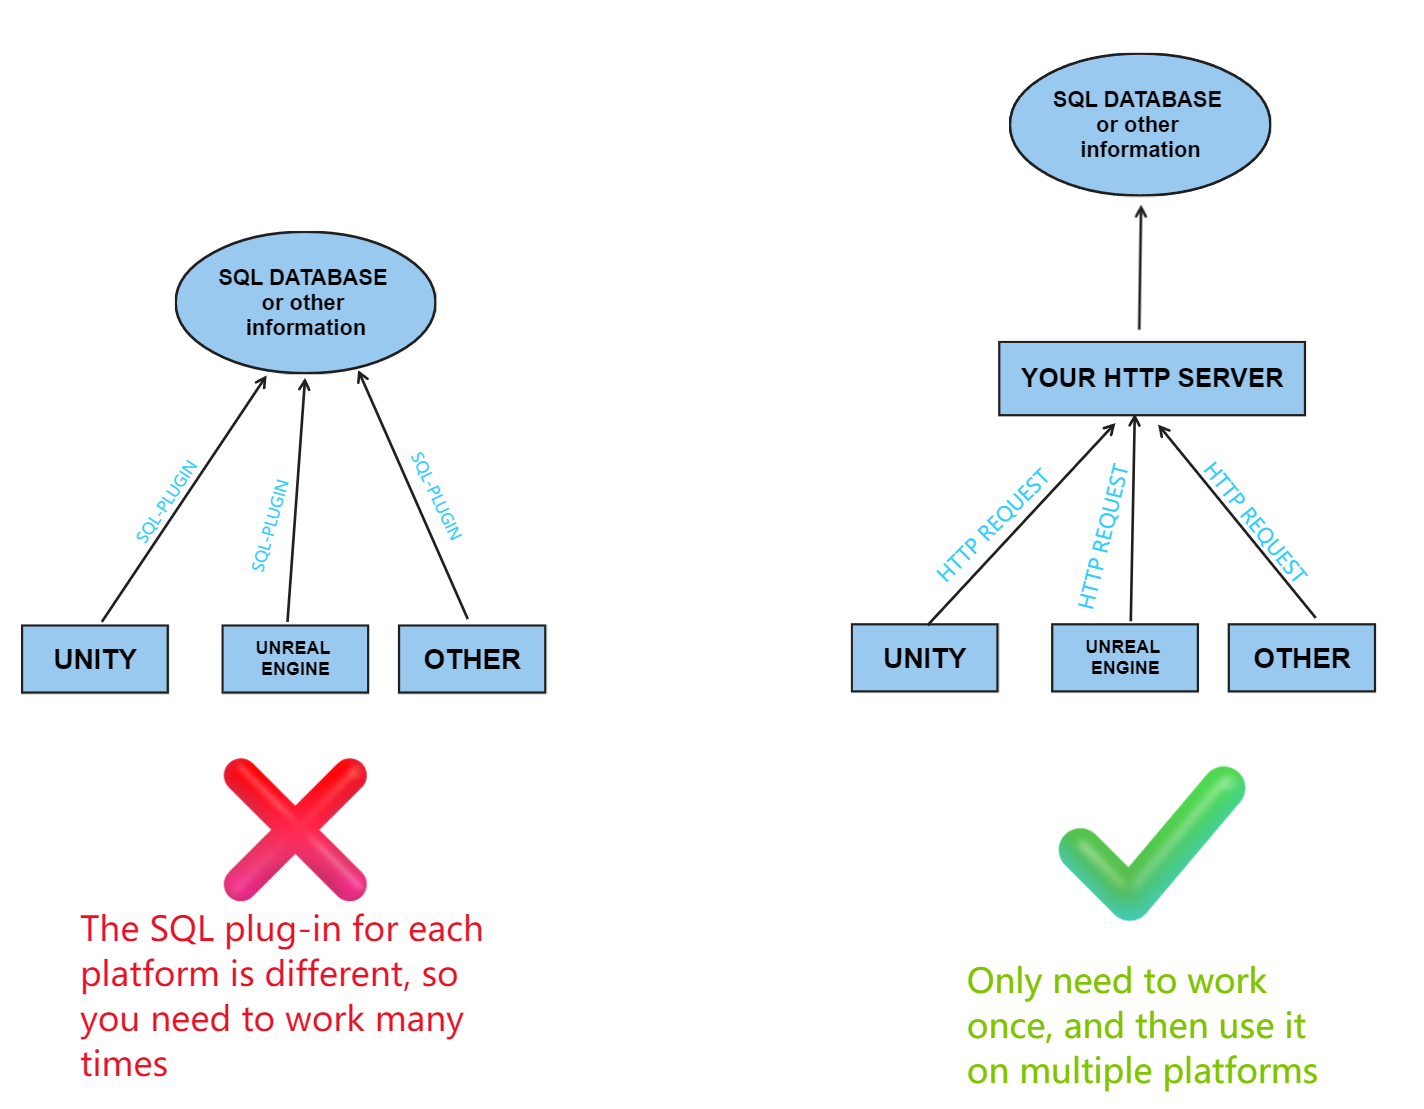 SQL DATABASE
or other
information
SQL-PLUGIN
SQL-PLUGIN
SQL-PLUGIN
UNITY
UNREAL
ENGINE
OTHER
The SQL plug-in for each
platform is different, so
you need to work many
times
SQL DATABASE
or other
information
YOUR HTTP SERVER
HTTP REQUEST
HTTP REQUEST
HTTP REQUEST
UNITY
UNREAL
ENGINE
OTHER
Only need to work
once, and then use it
on multiple platforms